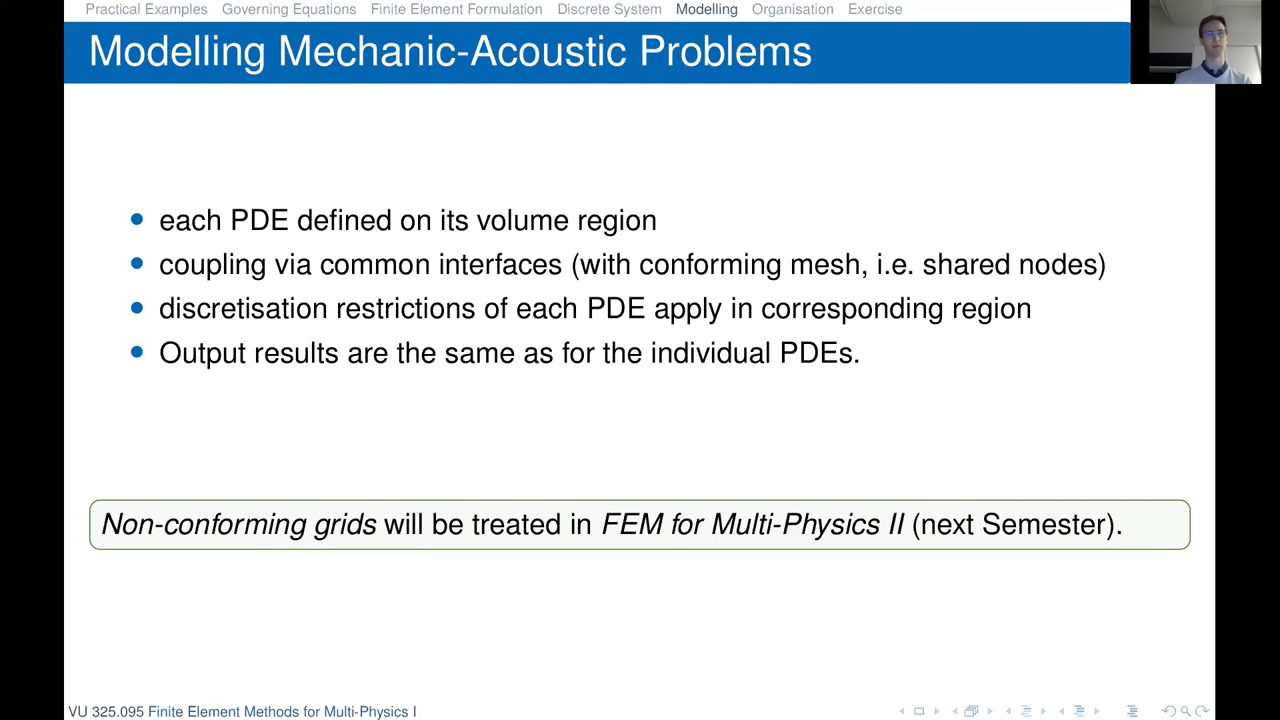 Practical Examples Governing Equations Finite Element Formulation Discrete System Modelling Organisation Exercise
Modelling Mechanic-Acoustic Problems
• each PDE defined on its volume region
• coupling via common interfaces (with conforming mesh, i.e. shared nodes)
• discretisation restrictions of each PDE apply in corresponding region
• Output results are the same as for the individual PDEs.
Non-conforming grids will be treated in FEM for Multi-Physics II (next Semester).
VU 325.095 Finite Element Methods for Multi-Physics I